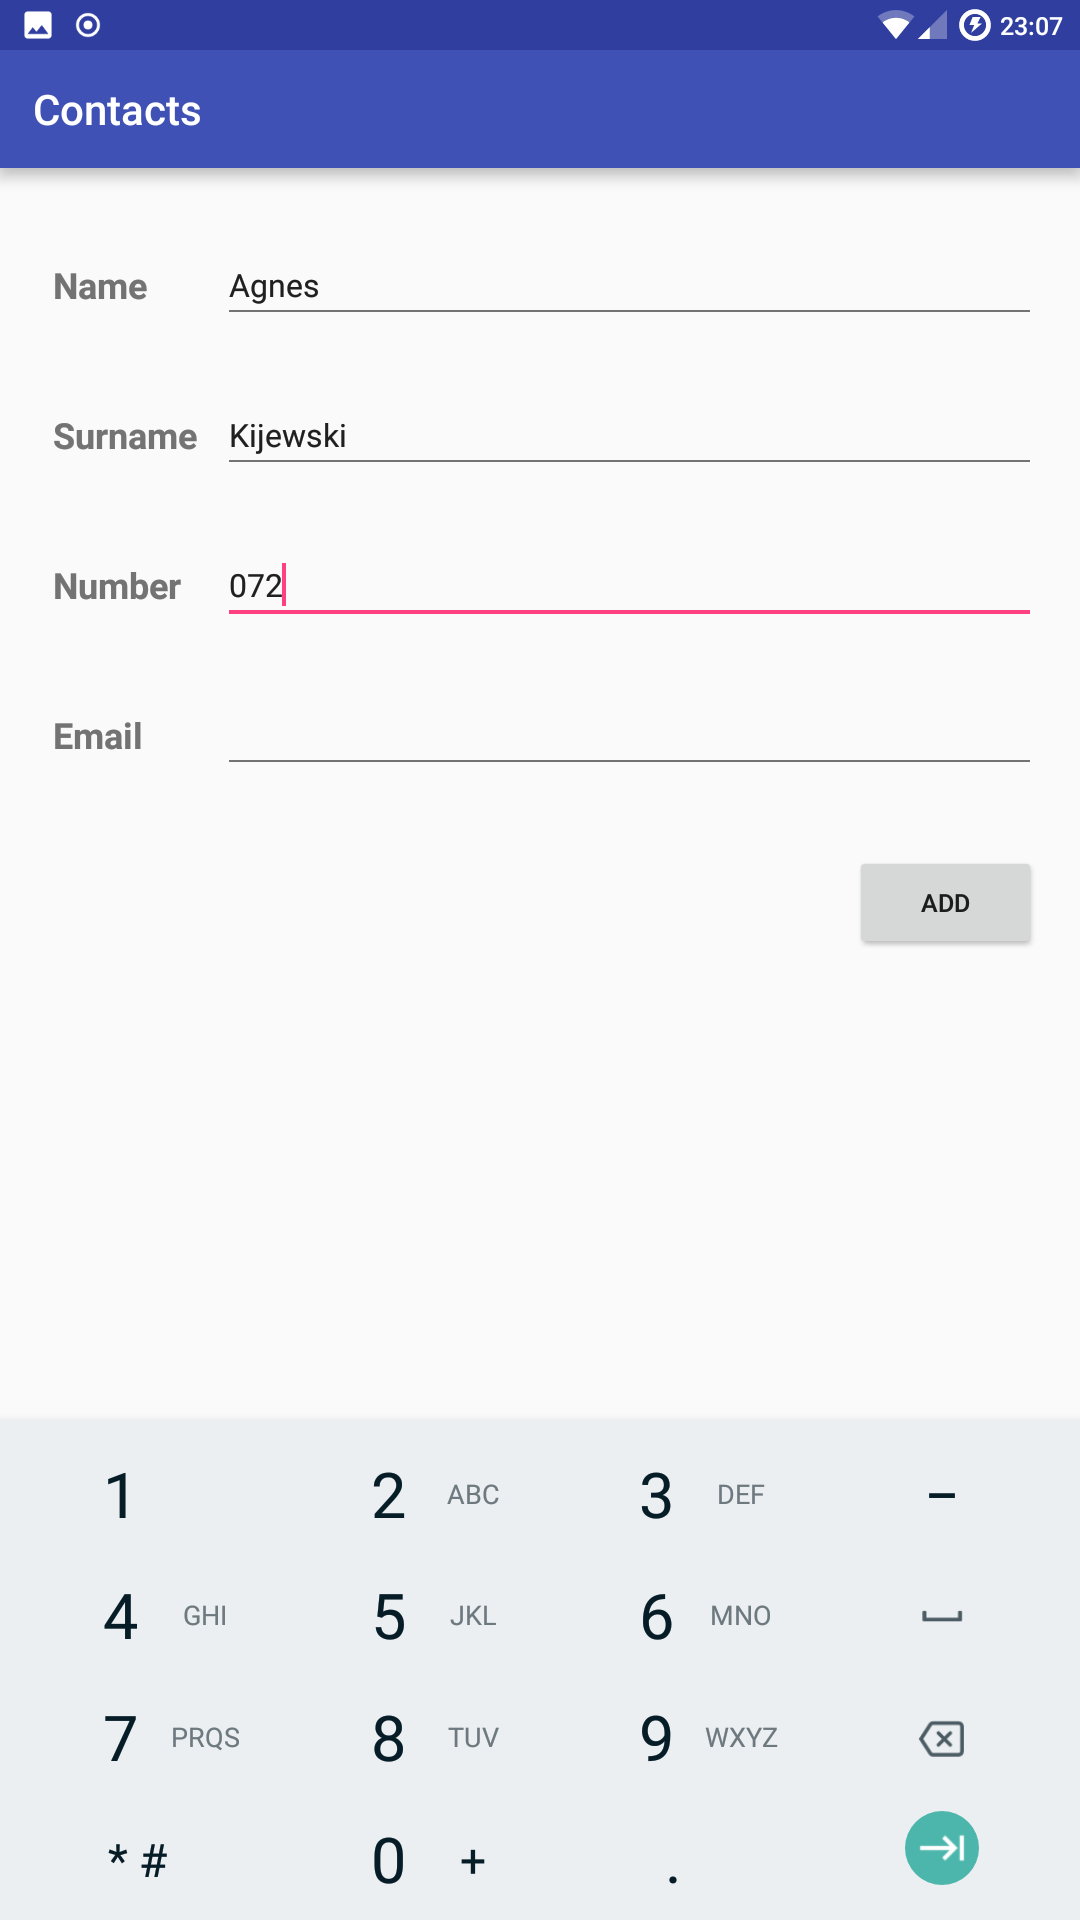 23:07
Contacts
Name Agnes
Surname Kijewski
Number 072
Email
ADD
1 2 ABC 3 DEF –
4 GHI 5 JKL 6 MNO
7 PRQS 8 TUV 9 WXYZ
* # 0 + .